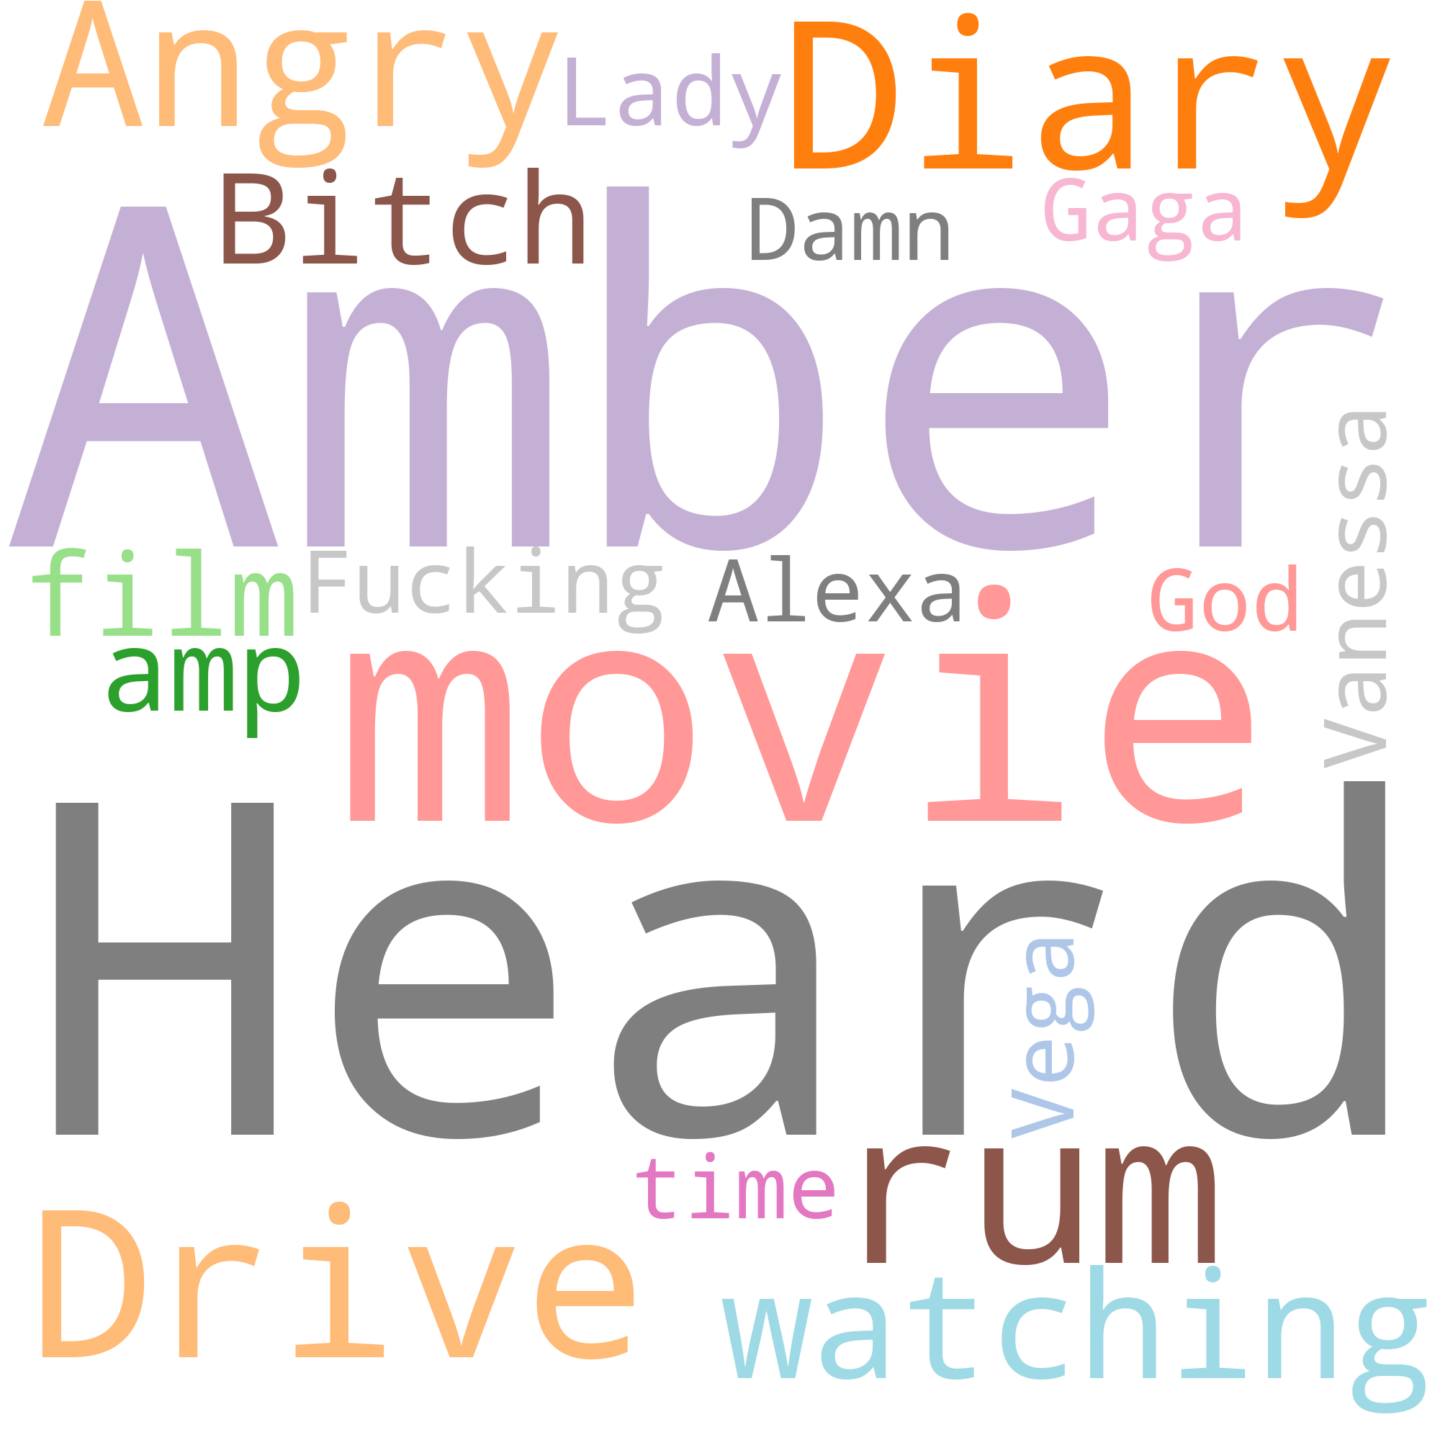 Angry Lady Diary
Bitch Damn Gaga
Amber
Vanessa
film Fucking Alexa God
amp movie
Heard
Vega
time rum
Drive watching